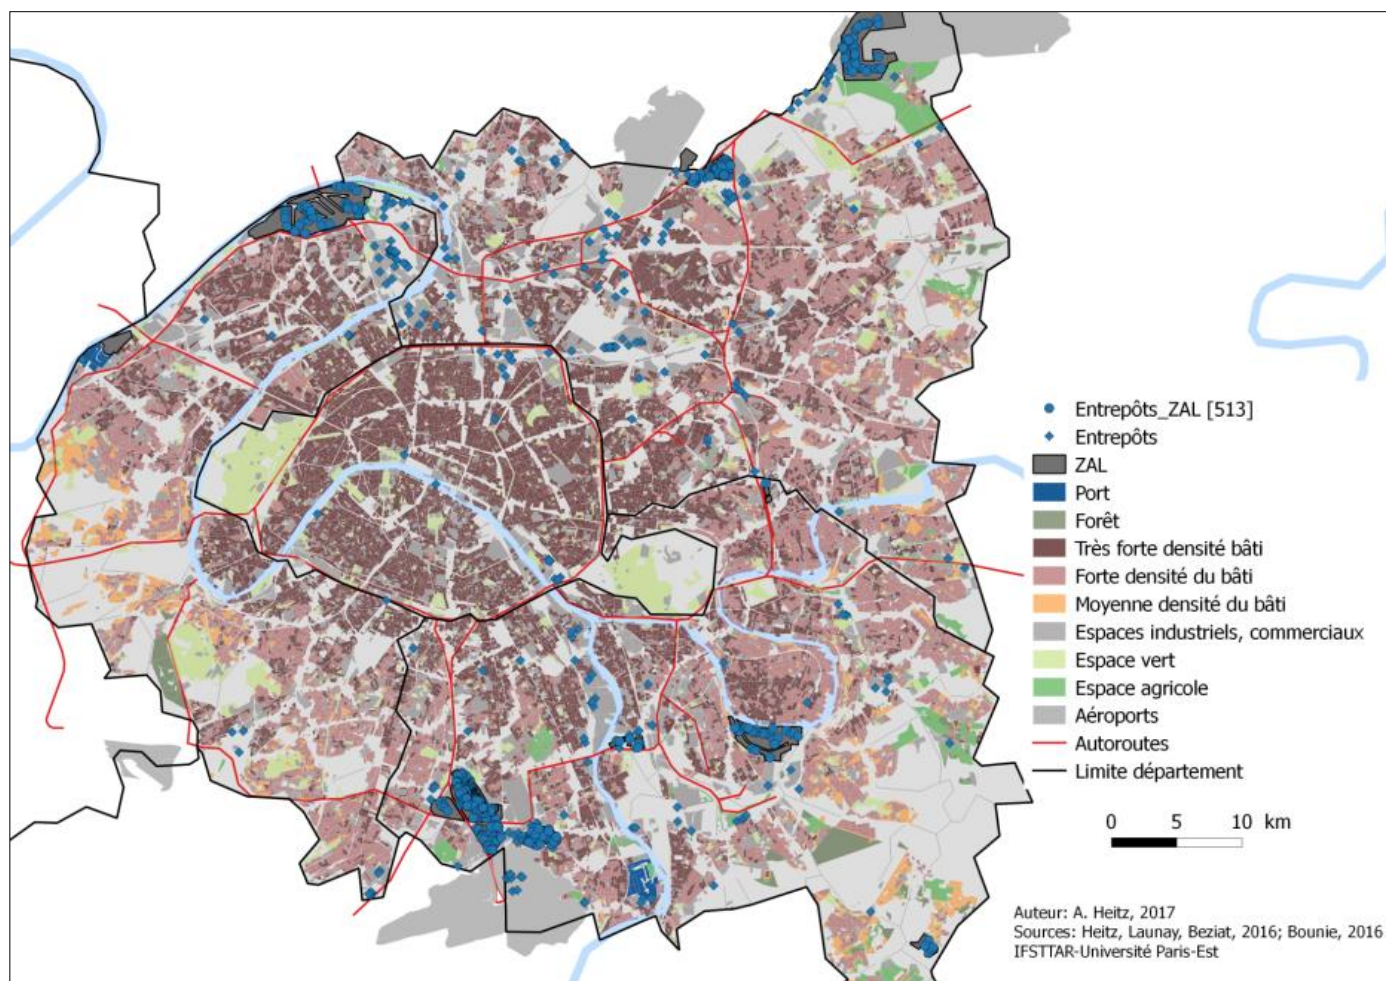 Entrepôts_ZAL [513]
Entrepôts
ZAL
Port
Forêt
Très forte densité bâti
Forte densité du bâti
Moyenne densité du bâti
Espaces industriels, commerciaux
Espace vert
Espace agricole
Aéroports
Autoroutes
Limite département
0 5 10 km
Auteur: A. Heitz, 2017
Sources: Heitz, Launay, Beziat, 2016; Bounie, 2016
IFSTTAR-Université Paris-Est